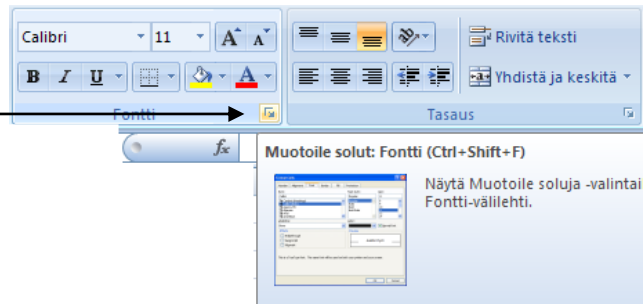 Calibri 11 A A
Rivitä teksti
B I U A
Yhdistä ja keskitä
Fontti
Tasaus
fx
Muotoile solut: Fontti (Ctrl+Shift+F)
Näytä Muotoile soluja -valintai
Fontti-välilehti.